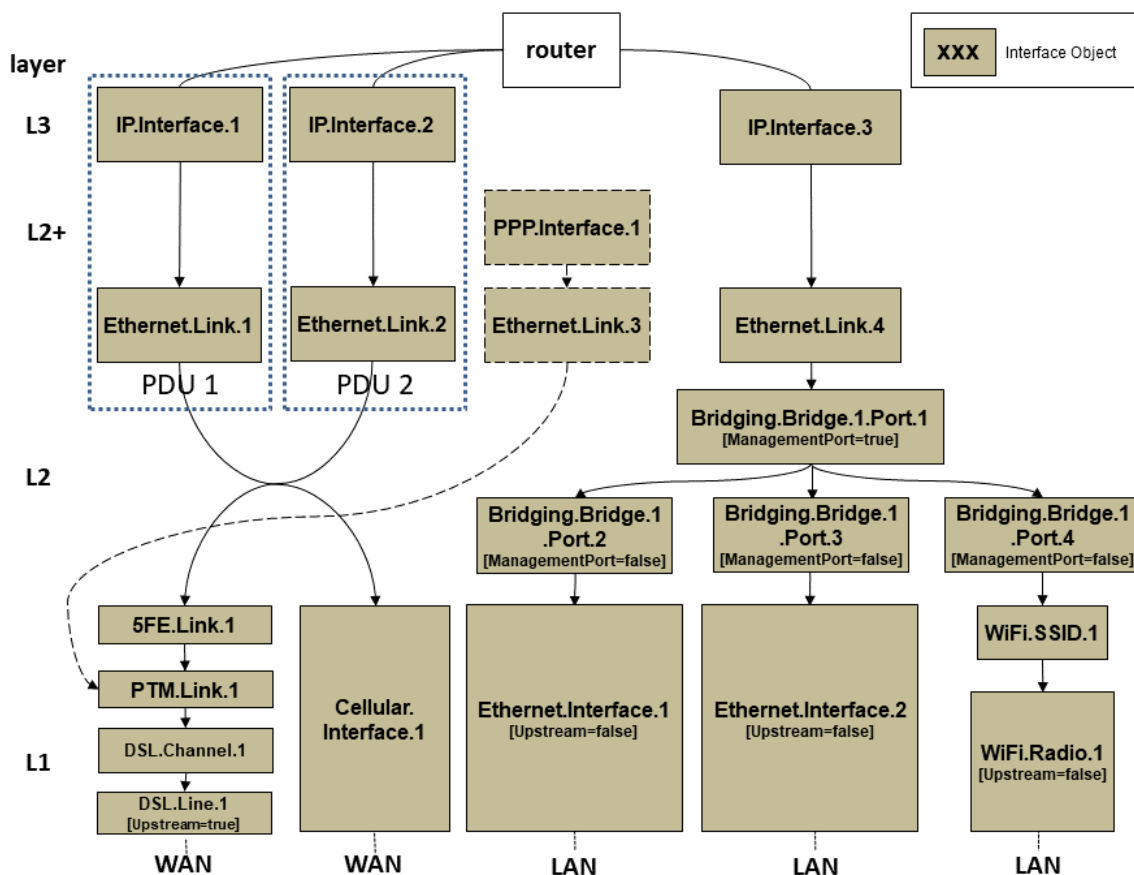 router
XXX
Interface Object
layer
L3
IP.Interface.1
IP.Interface.2
IP.Interface.3
L2+
PPP.Interface.1
Ethernet.Link.1
Ethernet.Link.2
Ethernet.Link.3
Ethernet.Link.4
PDU 1
PDU 2
Bridging.Bridge.1.Port.1
[ManagementPort=true]
L2
Bridging.Bridge.1
.Port.2
[ManagementPort=false]
Bridging.Bridge.1
.Port.3
[ManagementPort=false]
Bridging.Bridge.1
.Port.4
[ManagementPort=false]
5FE.Link.1
WiFi.SSID.1
PTM.Link.1
Cellular.
Interface.1
Ethernet.Interface.1
[Upstream=false]
Ethernet.Interface.2
[Upstream=false]
WiFi.Radio.1
[Upstream=false]
L1
DSL.Channel.1
DSL.Line.1
[Upstream=true]
WAN
WAN
LAN
LAN
LAN